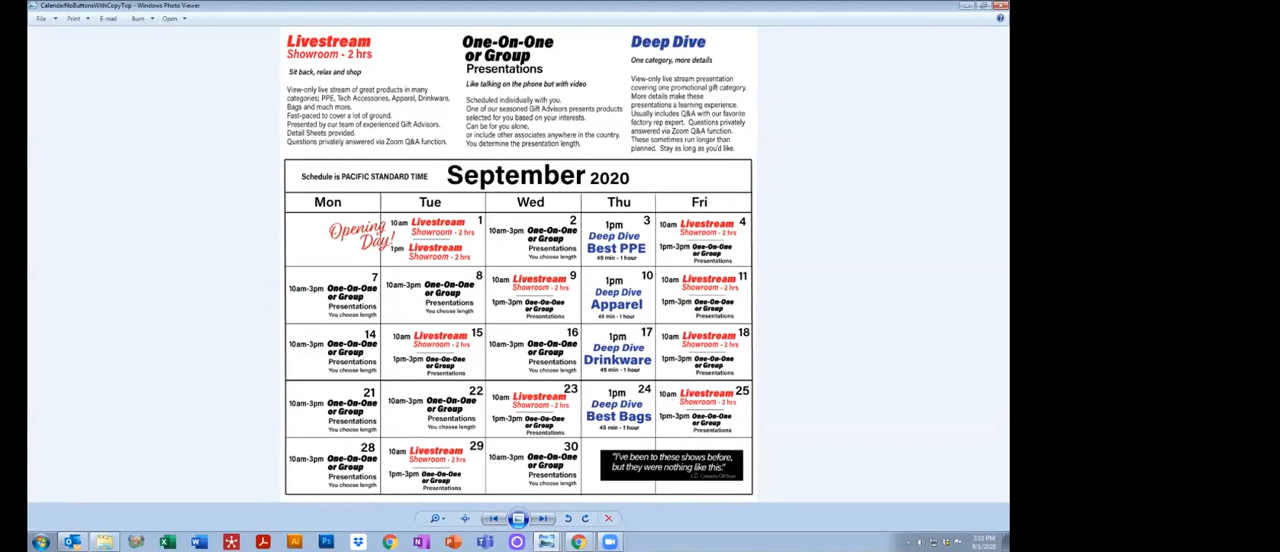 CalendarNoButtonsWithCopyTop - Windows Photo Viewer
File Print E-mail Burn Open
Livestream
Showroom - 2 hrs
Sit back, relax and shop
View-only live stream of great products in many
categories; PPE, Tech Accessories, Apparel, Drinkware,
Bags and much more.
Fast-paced to cover a lot of ground.
Presented by our team of experienced Gift Advisors.
Detail Sheets provided.
Questions privately answered via Zoom Q&A function.
One-On-One
or Group
Presentations
Like talking on the phone but with video
Scheduled individually with you.
One of our seasoned Gift Advisors presents products
selected for you based on your interests.
Can be for you alone,
or include other associates anywhere in the country.
You determine the presentation length.
Deep Dive
One category, more details
View-only live stream presentation
covering one promotional gift category.
More details make these
presentations a learning experience.
Usually includes Q&A with our favorite
factory rep expert. Questions privately
answered via Zoom Q&A function.
These sometimes run longer than
planned. Stay as long as you'd like.
Schedule is PACIFIC STANDARD TIME
September 2020
Mon Tue Wed Thu Fri
Opening
Day!
1
10am Livestream
Showroom - 2 hrs
1pm Livestream
Showroom - 2 hrs
2
10am-3pm One-On-One
or Group
Presentations
You choose length
3
1pm
Deep Dive
Best PPE
45 min - 1 hour
4
10am Livestream
Showroom - 2 hrs
1pm-3pm One-On-One
or Group
Presentations
7
10am-3pm One-On-One
or Group
Presentations
You choose length
8
10am-3pm One-On-One
or Group
Presentations
You choose length
9
10am Livestream
Showroom - 2 hrs
1pm-3pm One-On-One
or Group
Presentations
10
1pm
Deep Dive
Apparel
45 min - 1 hour
11
10am Livestream
Showroom - 2 hrs
1pm-3pm One-On-One
or Group
Presentations
14
10am-3pm One-On-One
or Group
Presentations
You choose length
15
10am Livestream
Showroom - 2 hrs
1pm-3pm One-On-One
or Group
Presentations
16
10am-3pm One-On-One
or Group
Presentations
You choose length
17
1pm
Deep Dive
Drinkware
45 min - 1 hour
18
10am Livestream
Showroom - 2 hrs
1pm-3pm One-On-One
or Group
Presentations
21
10am-3pm One-On-One
or Group
Presentations
You choose length
22
10am-3pm One-On-One
or Group
Presentations
You choose length
23
10am Livestream
Showroom - 2 hrs
1pm-3pm One-On-One
or Group
Presentations
24
1pm
Deep Dive
Best Bags
45 min - 1 hour
25
10am Livestream
Showroom - 2 hrs
1pm-3pm One-On-One
or Group
Presentations
28
10am-3pm One-On-One
or Group
Presentations
You choose length
29
10am Livestream
Showroom - 2 hrs
1pm-3pm One-On-One
or Group
Presentations
30
10am-3pm One-On-One
or Group
Presentations
You choose length
"I've been to these shows before,
but they were nothing like this."
9/1/2020